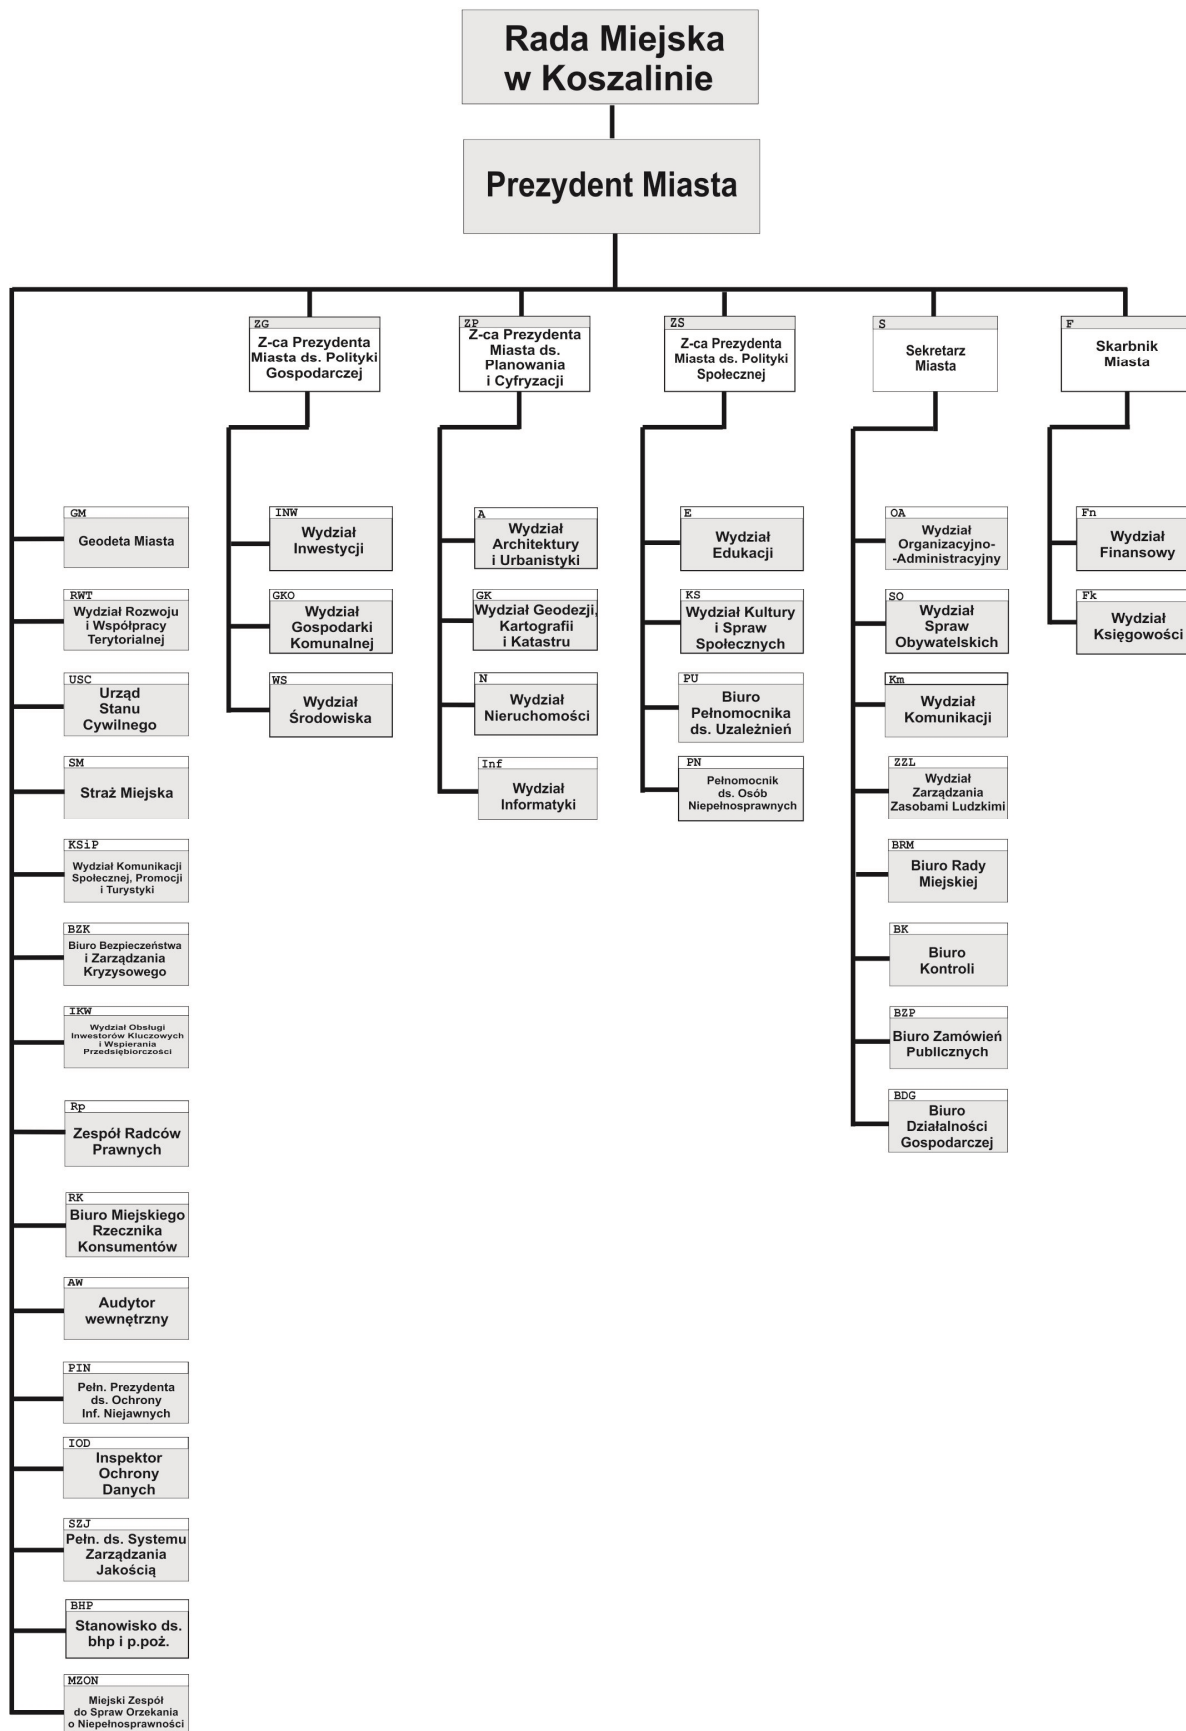 Rada Miejska
w Koszalinie
Prezydent Miasta
ZG
Z-ca Prezydenta
Miasta ds. Polityki
Gospodarczej
ZP
Z-ca Prezydenta
Miasta ds.
Planowania
i Cyfryzacji
ZS
Z-ca Prezydenta
Miasta ds. Polityki
Społecznej
S
Sekretarz
Miasta
F
Skarbnik
Miasta
GM
Geodeta Miasta
RWT
Wydział Rozwoju
i Współpracy
Terytorialnej
USC
Urząd
Stanu
Cywilnego
SM
Straż Miejska
KSiP
Wydział Komunikacji
Społecznej, Promocji
i Turystyki
BZK
Biuro Bezpieczeństwa
i Zarządzania
Kryzysowego
IKW
Wydział Obsługi
Inwestorów Kluczowych
i Wspierania
Przedsiębiorczości
Rp
Zespół Radców
Prawnych
RK
Biuro Miejskiego
Rzecznika
Konsumentów
AW
Audytor
wewnętrzny
PIN
Pełn. Prezydenta
ds. Ochrony
Inf. Niejawnych
IOD
Inspektor
Ochrony
Danych
SZJ
Pełn. ds. Systemu
Zarządzania
Jakością
BHP
Stanowisko ds.
bhp i p.poż.
MZON
Miejski Zespół
do Spraw Orzekania
o Niepełnosprawności
INW
Wydział
Inwestycji
GKO
Wydział
Gospodarki
Komunalnej
WS
Wydział
Środowiska
A
Wydział
Architektury
i Urbanistyki
GK
Wydział Geodezji,
Kartografii
i Katastru
N
Wydział
Nieruchomości
Inf
Wydział
Informatyki
E
Wydział
Edukacji
KS
Wydział Kultury
i Spraw
Społecznych
PU
Biuro
Pełnomocnika
ds. Uzależnień
PN
Pełnomocnik
ds. Osób
Niepełnosprawnych
OA
Wydział
Organizacyjno-
-Administracyjny
SO
Wydział
Spraw
Obywatelskich
Km
Wydział
Komunikacji
ZZL
Wydział
Zarządzania
Zasobami Ludzkimi
BRM
Biuro Rady
Miejskiej
BK
Biuro
Kontroli
BZP
Biuro Zamówień
Publicznych
BDG
Biuro
Działalności
Gospodarczej
Fn
Wydział
Finansowy
Fk
Wydział
Księgowości